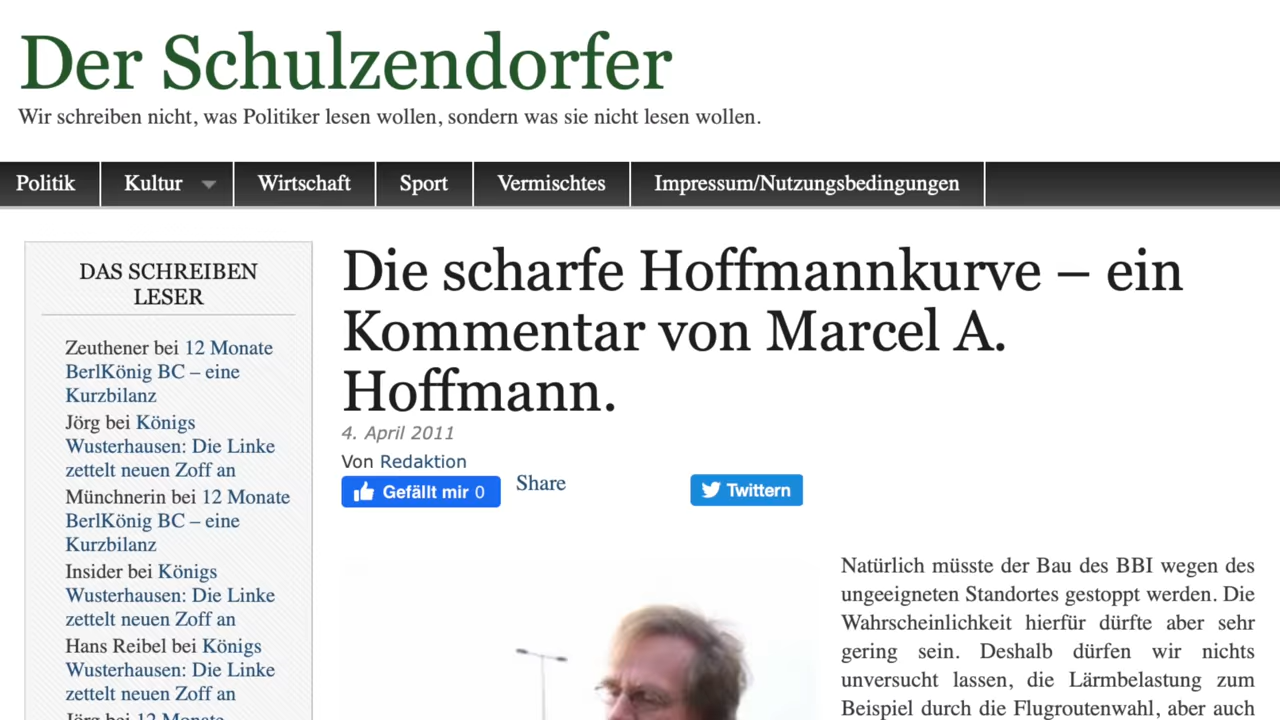 Der Schulzendorfer
Wir schreiben nicht, was Politiker lesen wollen, sondern was sie nicht lesen wollen.
Politik
Kultur
Wirtschaft
Sport
Vermischtes
Impressum/Nutzungsbedingungen
DAS SCHREIBEN
LESER
Zeuthener bei 12 Monate
BerlKönig BC – eine
Kurzbilanz
Jörg bei Königs
Wusterhausen: Die Linke
zettelt neuen Zoff an
Münchnerin bei 12 Monate
BerlKönig BC – eine
Kurzbilanz
Insider bei Königs
Wusterhausen: Die Linke
zettelt neuen Zoff an
Hans Reibel bei Königs
Wusterhausen: Die Linke
zettelt neuen Zoff an
Jörg bei 12 Monate
Die scharfe Hoffmannkurve – ein
Kommentar von Marcel A.
Hoffmann.
4. April 2011
Von Redaktion
Gefällt mir 0
Share
Twittern
Natürlich müsste der Bau des BBI wegen des
ungeeigneten Standortes gestoppt werden. Die
Wahrscheinlichkeit hierfür dürfte aber sehr
gering sein. Deshalb dürfen wir nichts
unversucht lassen, die Lärmbelastung zum
Beispiel durch die Flugroutenwahl, aber auch